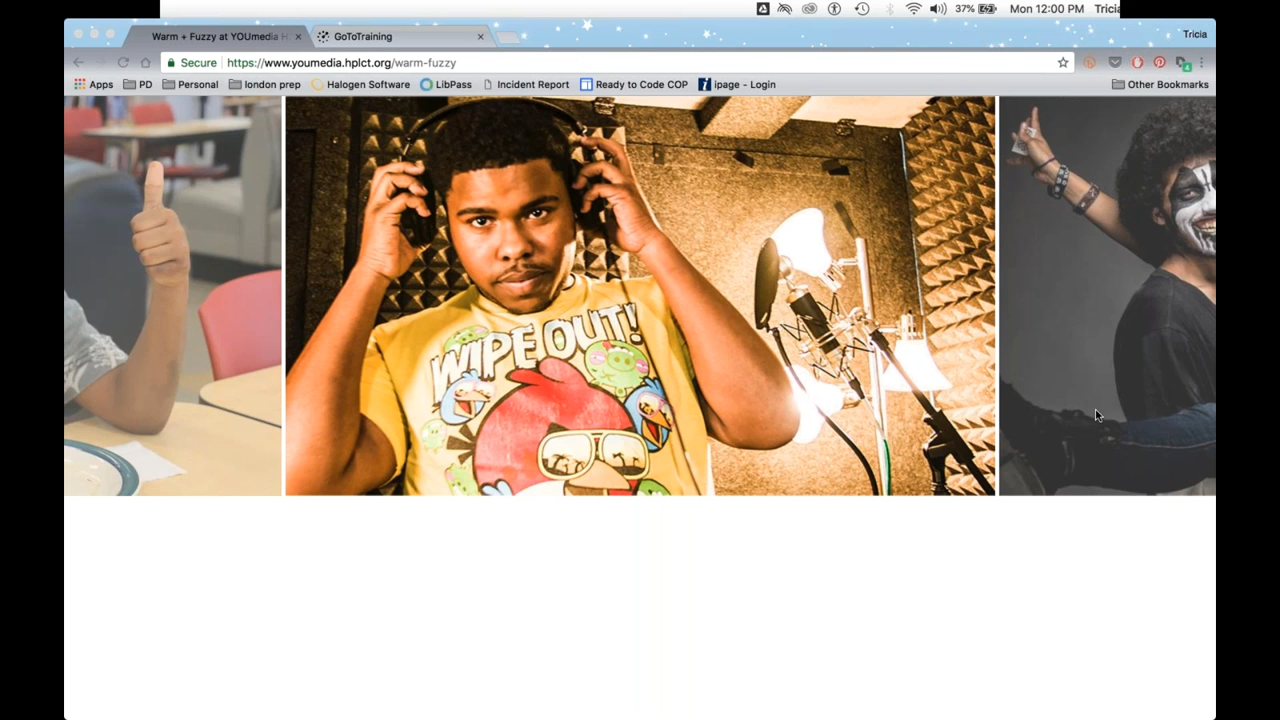 37% Mon 12:00 PM Tricia
Warm + Fuzzy at YOUmedia H
GoToTraining
Tricia
Secure https://www.youmedia.hplct.org/warm-fuzzy
Apps PD Personal london prep Halogen Software LibPass Incident Report Ready to Code COP ipage - Login Other Bookmarks
WIPEOUT!